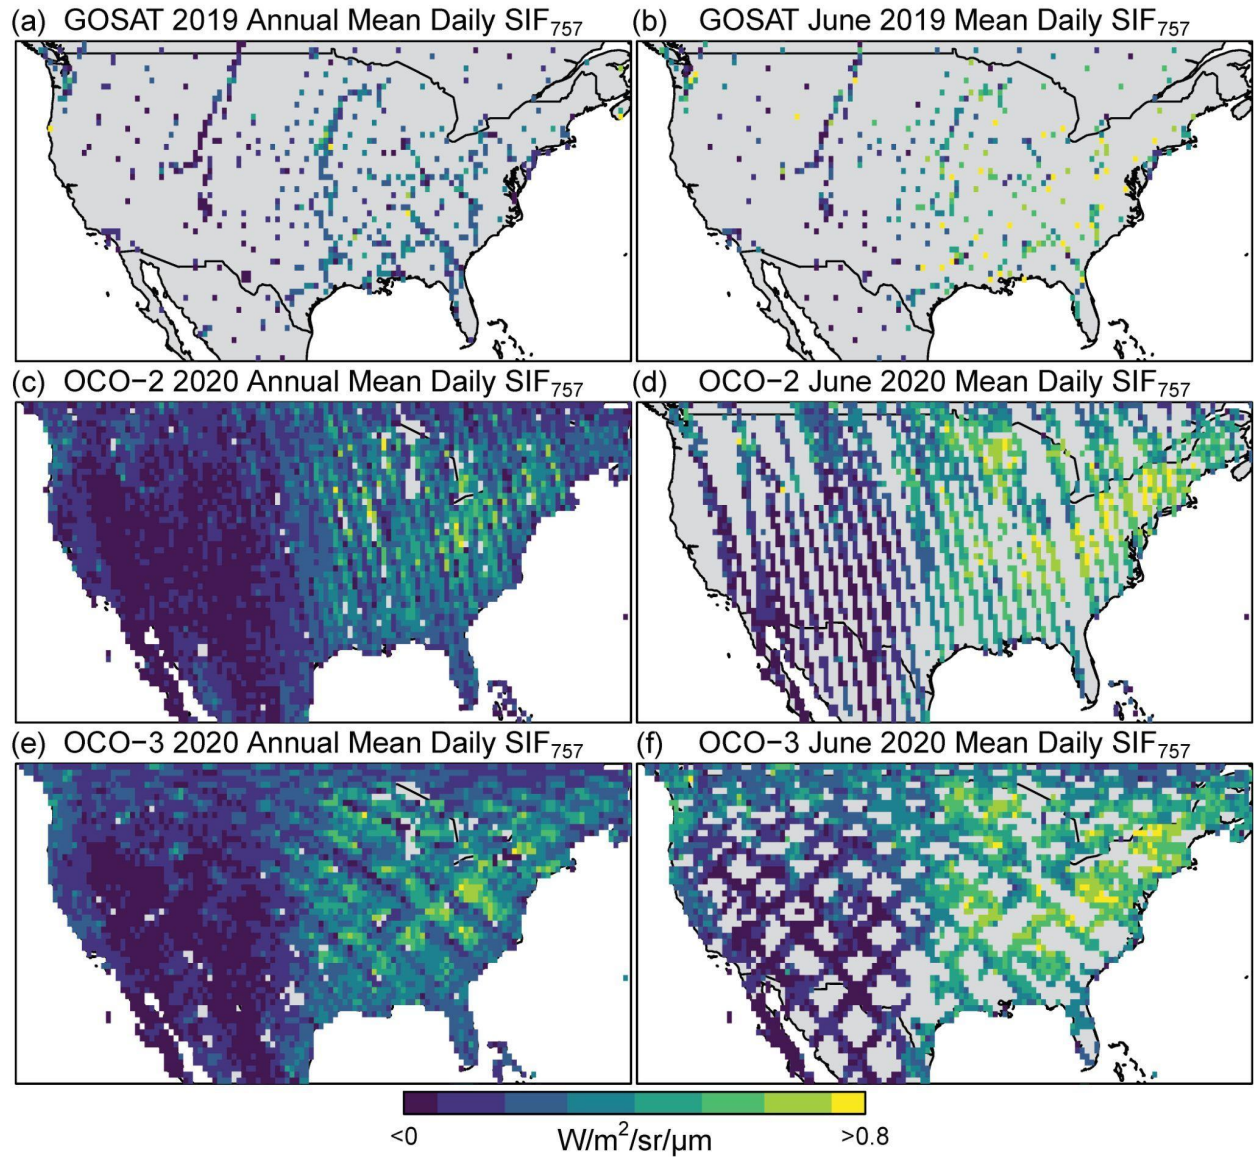 (a) GOSAT 2019 Annual Mean Daily SIF757
(b) GOSAT June 2019 Mean Daily SIF757
(c) OCO−2 2020 Annual Mean Daily SIF757
(d) OCO−2 June 2020 Mean Daily SIF757
(e) OCO−3 2020 Annual Mean Daily SIF757
(f) OCO−3 June 2020 Mean Daily SIF757
<0 W/m²/sr/µm >0.8